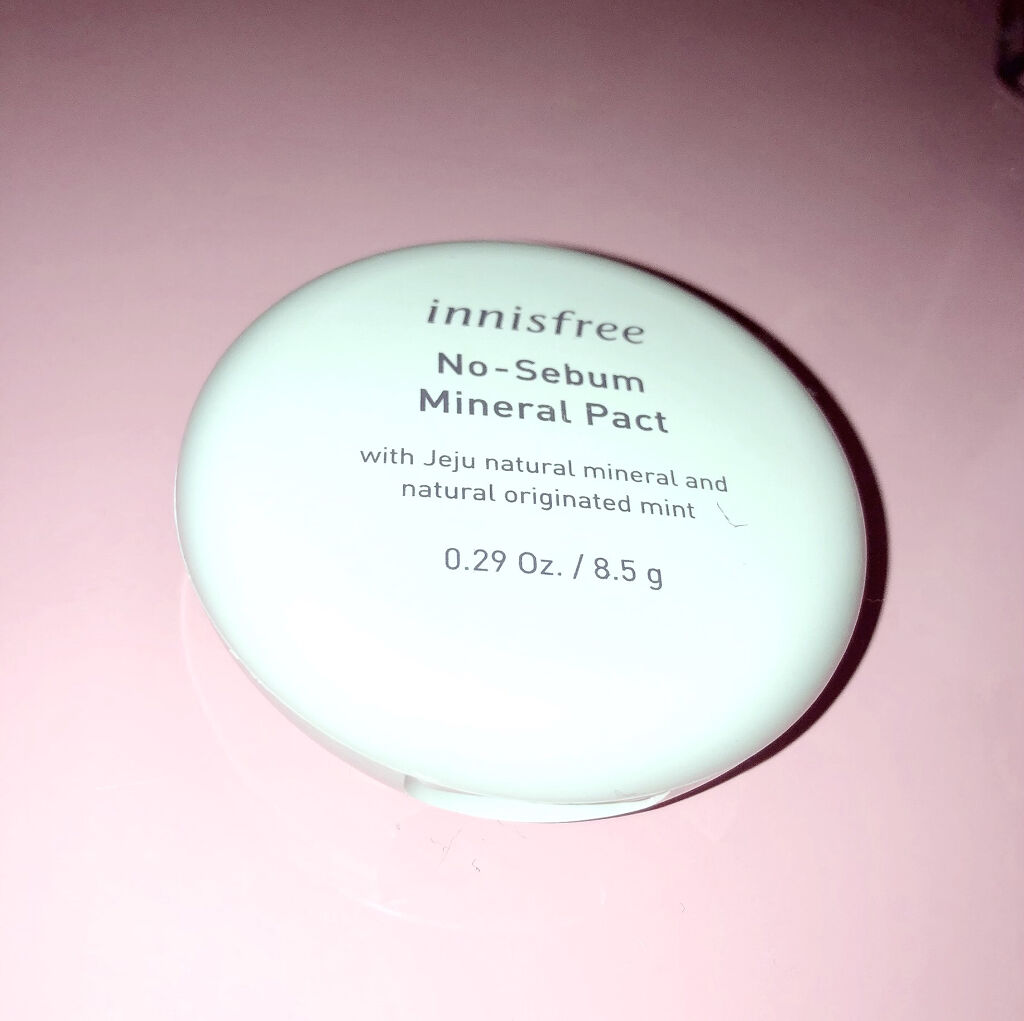 innisfree
No-Sebum
Mineral Pact
with Jeju natural mineral and
natural originated mint
0.29 Oz. / 8.5 g